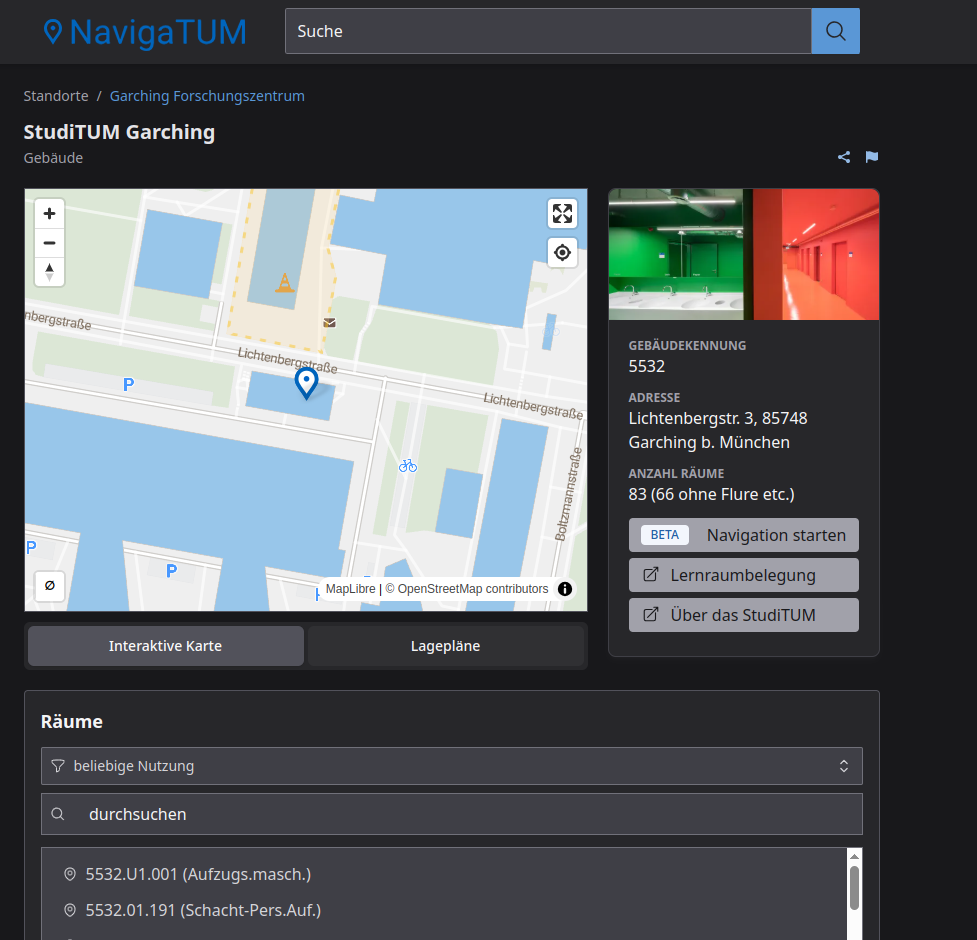 NavigaTUM
Suche
Standorte / Garching Forschungszentrum
StudiTUM Garching
Gebäude
nbergstraße
Lichtenbergstraße
Lichtenbergstraße
Boltzmannstraße
P
P
P
MapLibre | © OpenStreetMap contributors
Interaktive Karte
Lagepläne
GEBÄUDEKENNUNG
5532
ADRESSE
Lichtenbergstr. 3, 85748
Garching b. München
ANZAHL RÄUME
83 (66 ohne Flure etc.)
BETA Navigation starten
Lernraumbelegung
Über das StudiTUM
Räume
beliebige Nutzung
durchsuchen
5532.U1.001 (Aufzugs.masch.)
5532.01.191 (Schacht-Pers.Auf.)